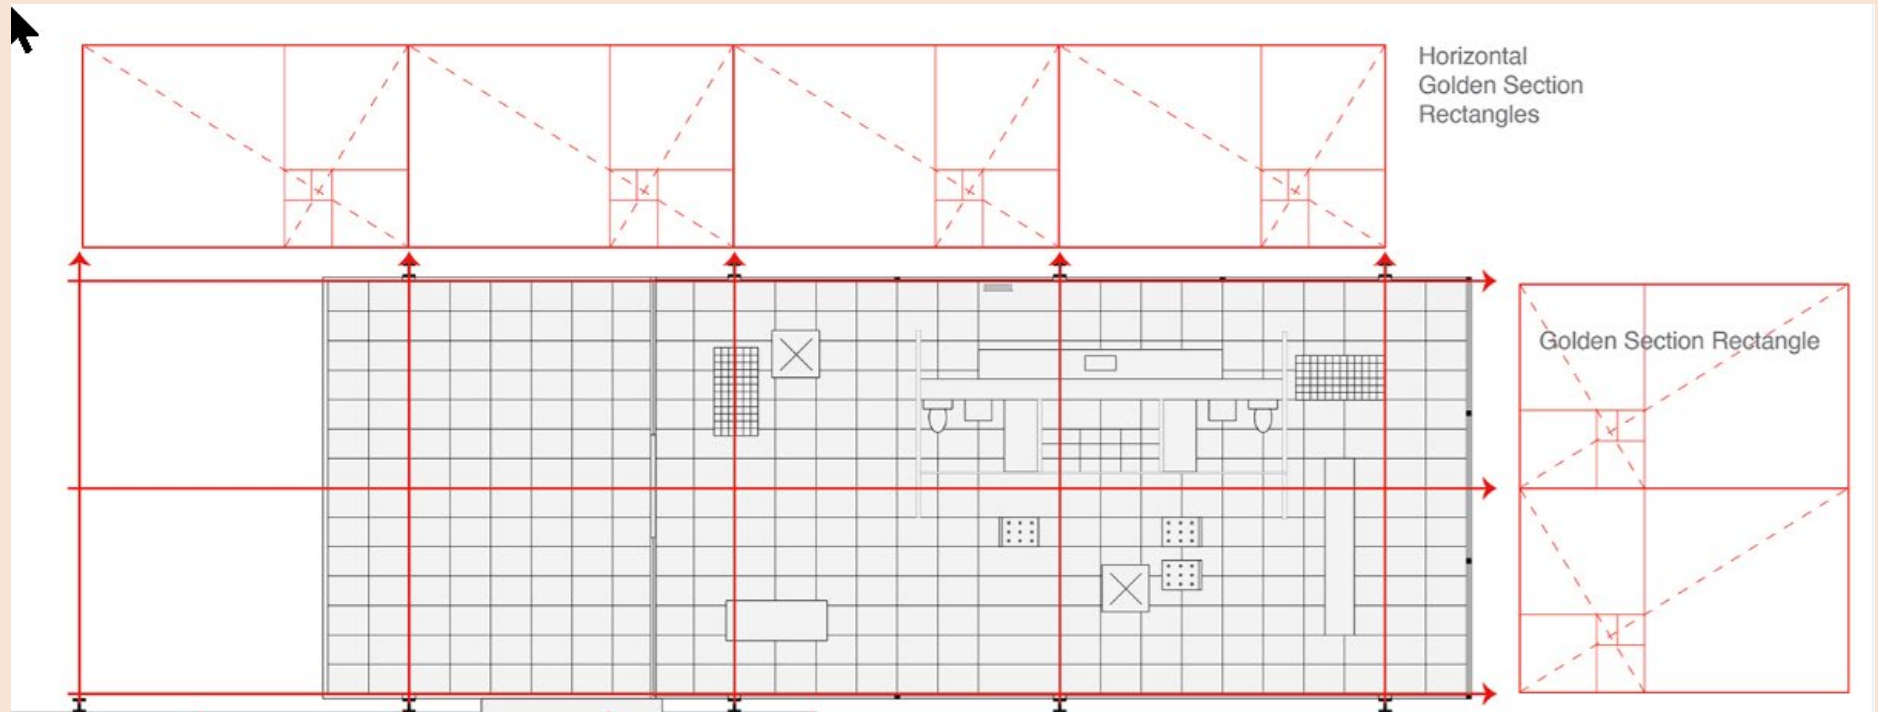 Horizontal
Golden Section
Rectangles
Golden Section Rectangle